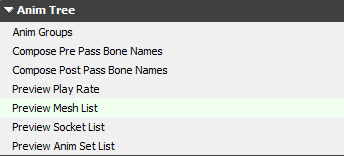 Anim Tree
Anim Groups
Compose Pre Pass Bone Names
Compose Post Pass Bone Names
Preview Play Rate
Preview Mesh List
Preview Socket List
Preview Anim Set List